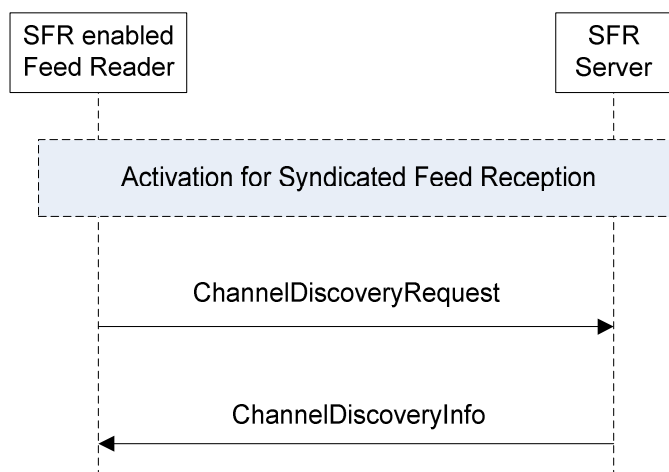 SFR enabled
Feed Reader
SFR
Server
Activation for Syndicated Feed Reception
ChannelDiscoveryRequest
ChannelDiscoveryInfo